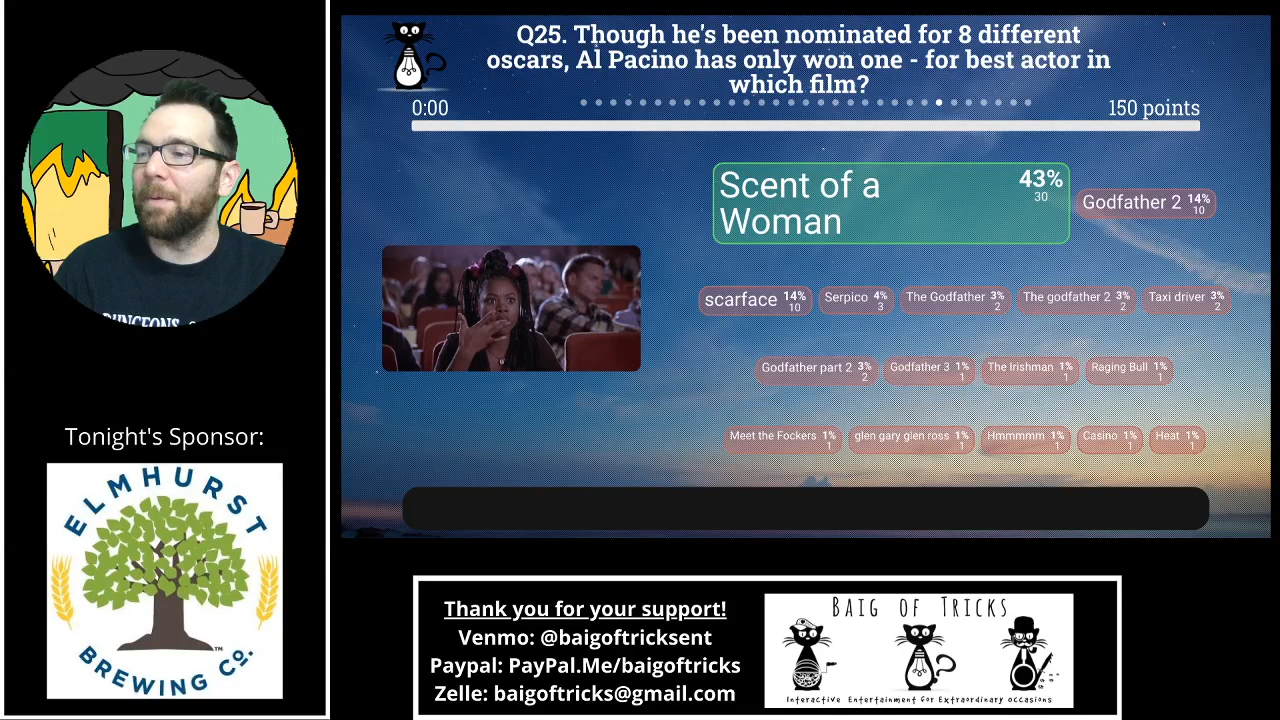 Q25. Though he's been nominated for 8 different
oscars, Al Pacino has only won one - for best actor in
which film?
0:00
150 points
Scent of a
Woman
43%
30
Godfather 2 14%
10
scarface 14%
10
Serpico 4%
3
The Godfather 3%
2
The godfather 2 3%
2
Taxi driver 3%
2
Godfather part 2 3%
2
Godfather 3 1%
1
The Irishman 1%
1
Raging Bull 1%
1
Meet the Fockers 1%
1
glen gary glen ross 1%
1
Hmmmmm 1%
1
Casino 1%
1
Heat 1%
1
Tonight's Sponsor:
ELMHURST
BREWING CO.
TM
Thank you for your support!
Venmo: @baigoftricksent
Paypal: PayPal.Me/baigoftricks
Zelle: baigoftricks@gmail.com
BAIG OF TRICKS
Interactive Entertainment for Extraordinary occasions